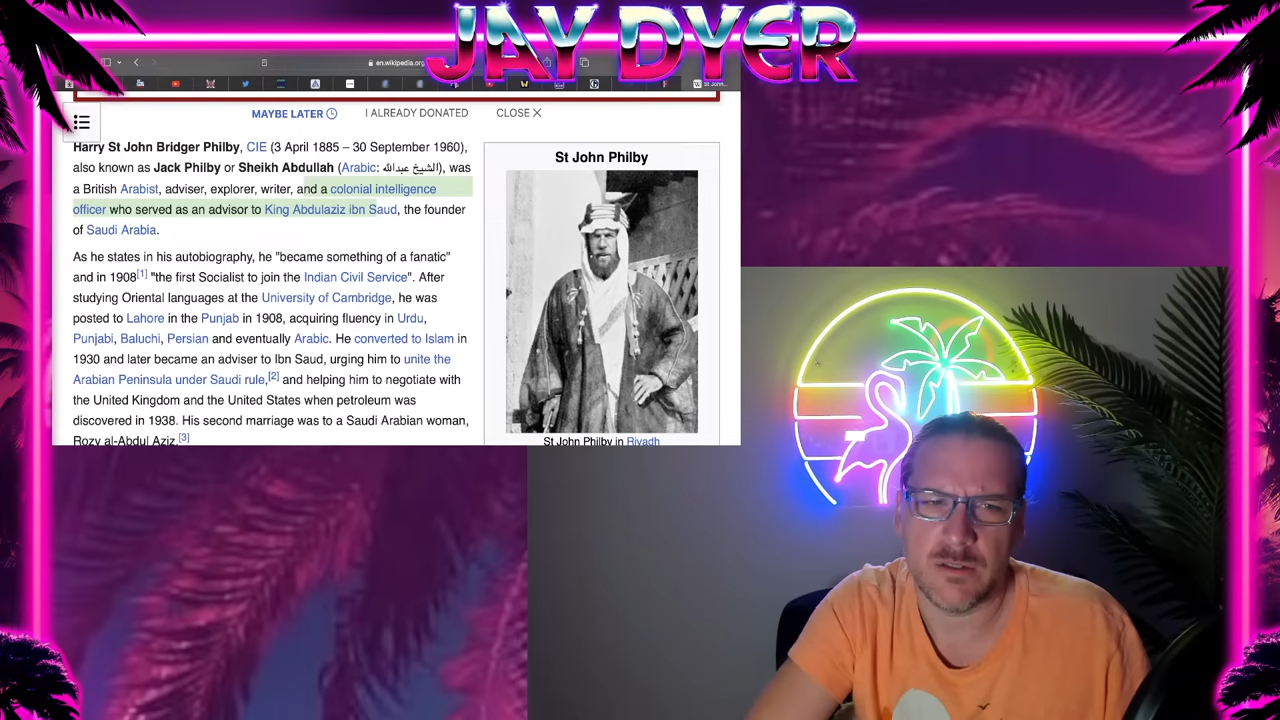 JAY DYER
en.wikipedia.org
St John...
MAYBE LATER I ALREADY DONATED CLOSE X
Harry St John Bridger Philby, CIE (3 April 1885 – 30 September 1960),
also known as Jack Philby or Sheikh Abdullah (Arabic: الشيخ عبدالله), was
a British Arabist, adviser, explorer, writer, and a colonial intelligence
officer who served as an advisor to King Abdulaziz ibn Saud, the founder
of Saudi Arabia.
As he states in his autobiography, he "became something of a fanatic"
and in 1908[1] "the first Socialist to join the Indian Civil Service". After
studying Oriental languages at the University of Cambridge, he was
posted to Lahore in the Punjab in 1908, acquiring fluency in Urdu,
Punjabi, Baluchi, Persian and eventually Arabic. He converted to Islam in
1930 and later became an adviser to Ibn Saud, urging him to unite the
Arabian Peninsula under Saudi rule,[2] and helping him to negotiate with
the United Kingdom and the United States when petroleum was
discovered in 1938. His second marriage was to a Saudi Arabian woman,
Rozy al-Abdul Aziz.[3]
St John Philby
St John Philby in Riyadh